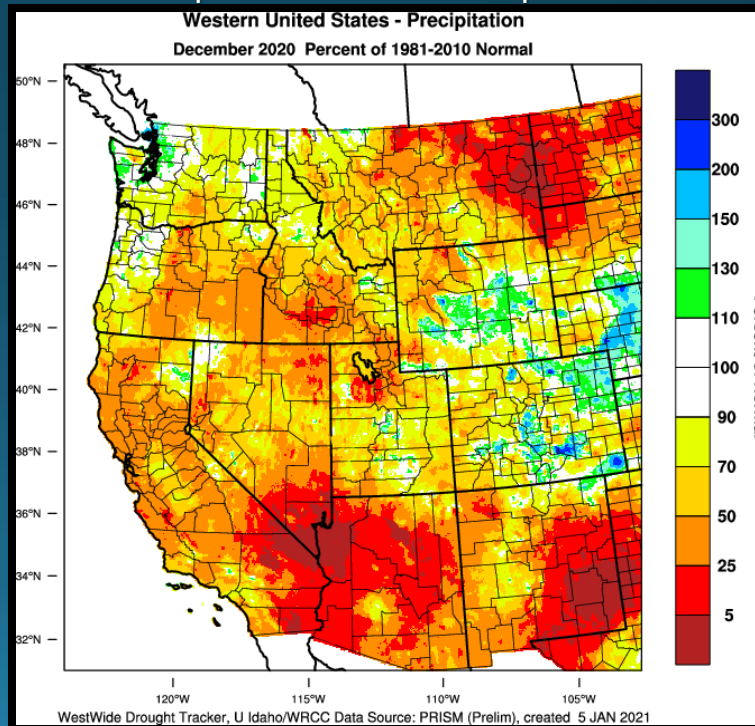 Western United States - Precipitation
December 2020 Percent of 1981-2010 Normal
50°N
48°N
46°N
44°N
42°N
40°N
38°N
36°N
34°N
32°N
120°W
115°W
110°W
105°W
300
200
150
130
110
100
90
70
50
25
5
WestWide Drought Tracker, U Idaho/WRCC Data Source: PRISM (Prelim), created 5 JAN 2021